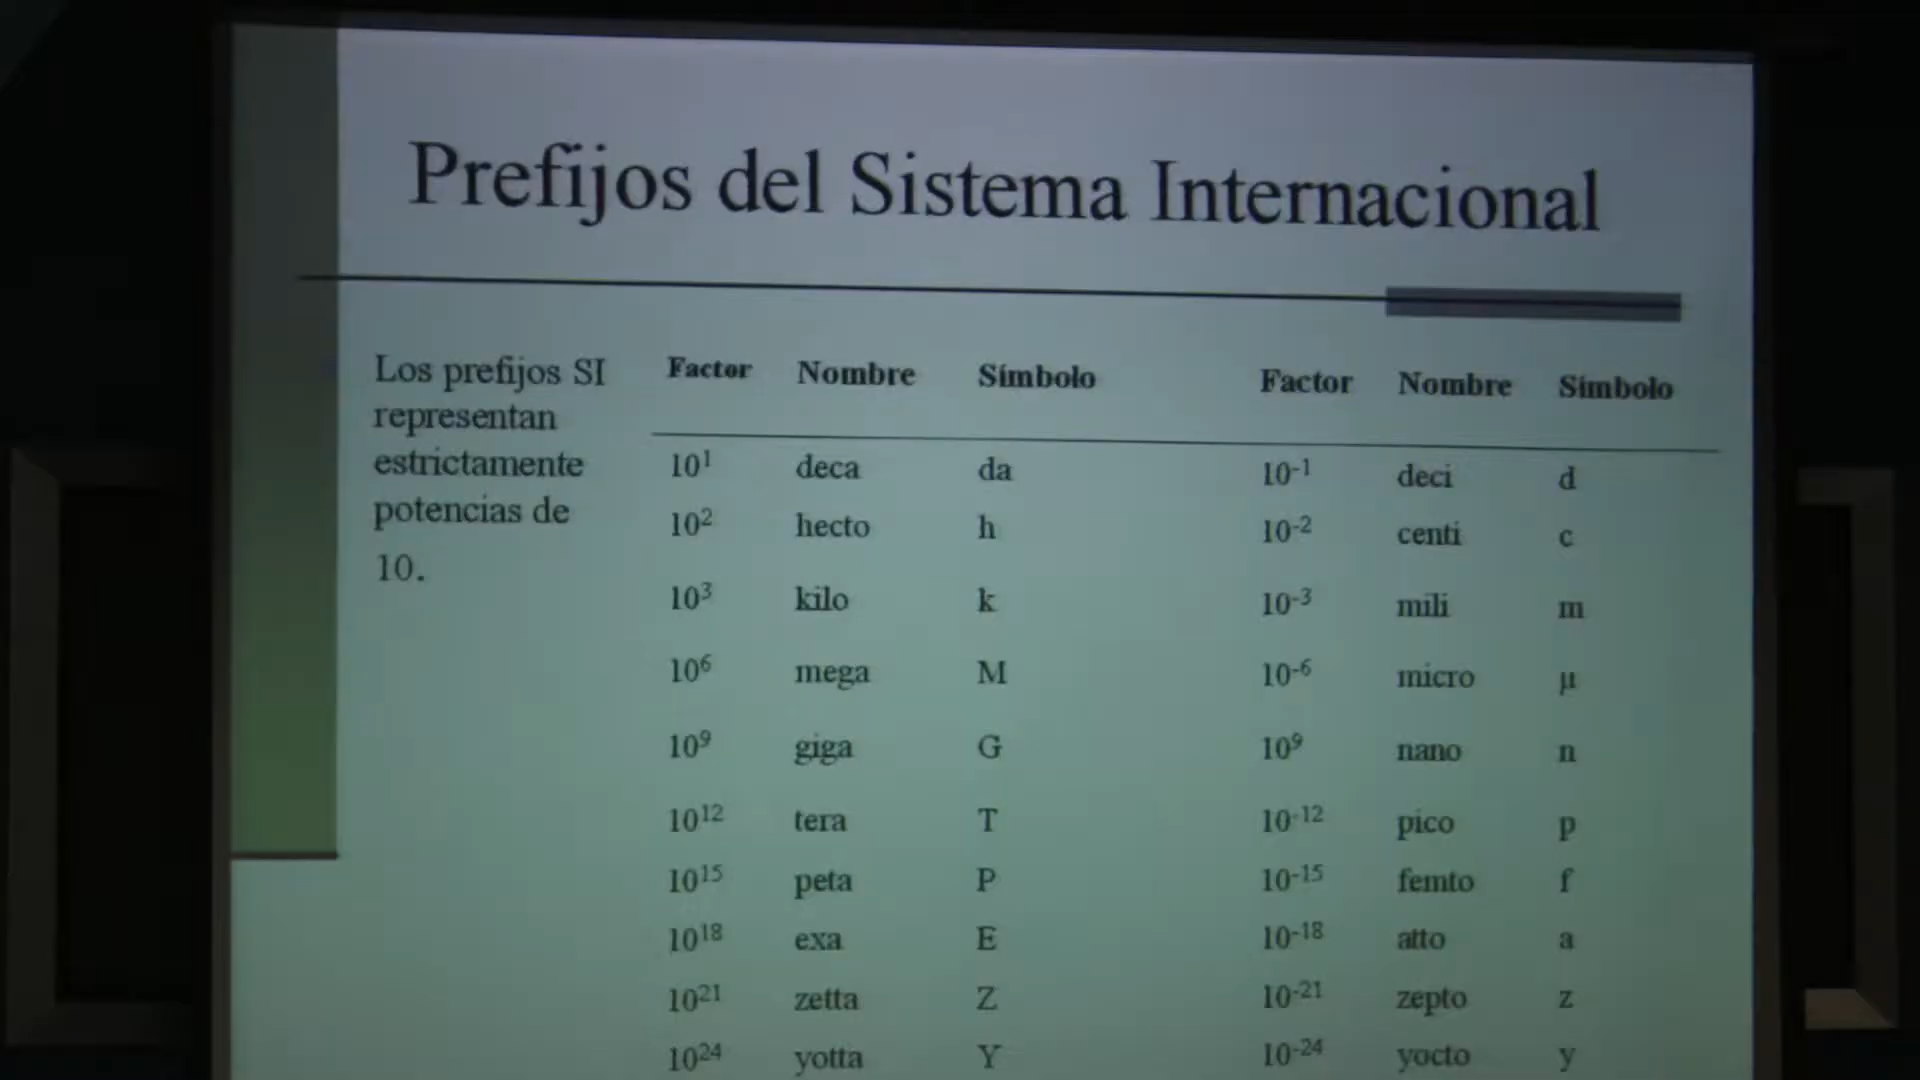 Prefijos del Sistema Internacional
Los prefijos SI
representan
estrictamente
potencias de
10.
Factor Nombre Símbolo Factor Nombre Símbolo
10¹ deca da 10⁻¹ deci d
10² hecto h 10⁻² centi c
10³ kilo k 10⁻³ mili m
10⁶ mega M 10⁻⁶ micro µ
10⁹ giga G 10⁹ nano n
10¹² tera T 10⁻¹² pico p
10¹⁵ peta P 10⁻¹⁵ femto f
10¹⁸ exa E 10⁻¹⁸ atto a
10²¹ zetta Z 10⁻²¹ zepto z
10²⁴ yotta Y 10⁻²⁴ yocto y